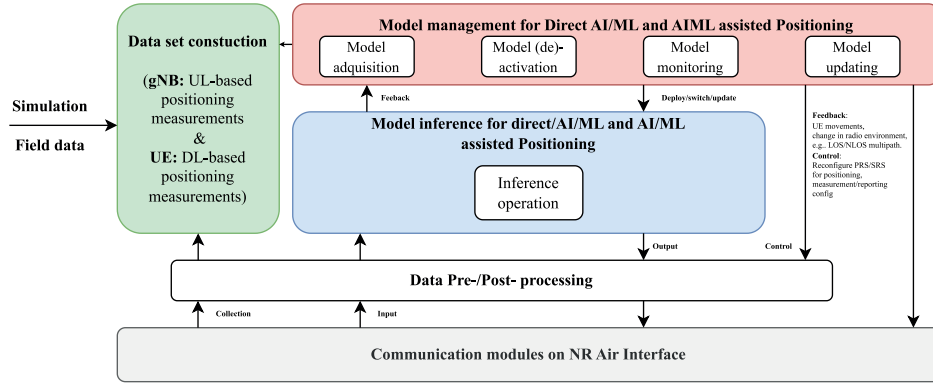 Model management for Direct AI/ML and AIML assisted Positioning
Model
adquisition
Model (de)-
activation
Model
monitoring
Model
updating
Data set constuction
(gNB: UL-based
positioning
measurements
&
UE: DL-based
positioning
measurements)
Simulation
Field data
Feeback
Deploy/switch/update
Model inference for direct/AI/ML and AI/ML
assisted Positioning
Inference
operation
Feedback:
UE movements,
change in radio environment,
e.g.. LOS/NLOS multipath.
Control:
Reconfigure PRS/SRS
for positioning,
measurement/reporting
config
Output
Control
Data Pre-/Post- processing
Collection
Input
Communication modules on NR Air Interface